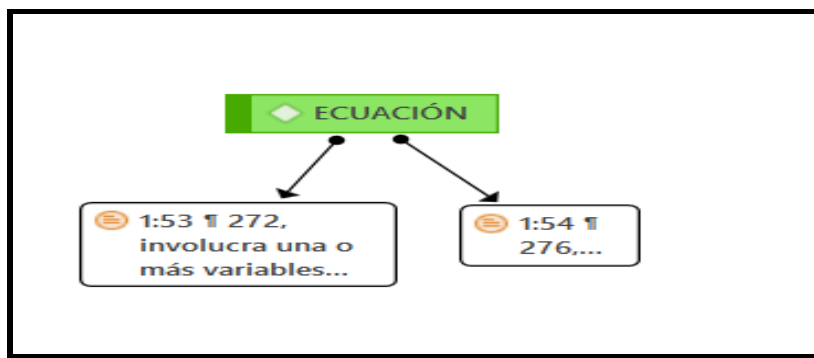 ECUACIÓN
1:53 ¶ 272,
involucra una o
más variables...
1:54 ¶
276,...